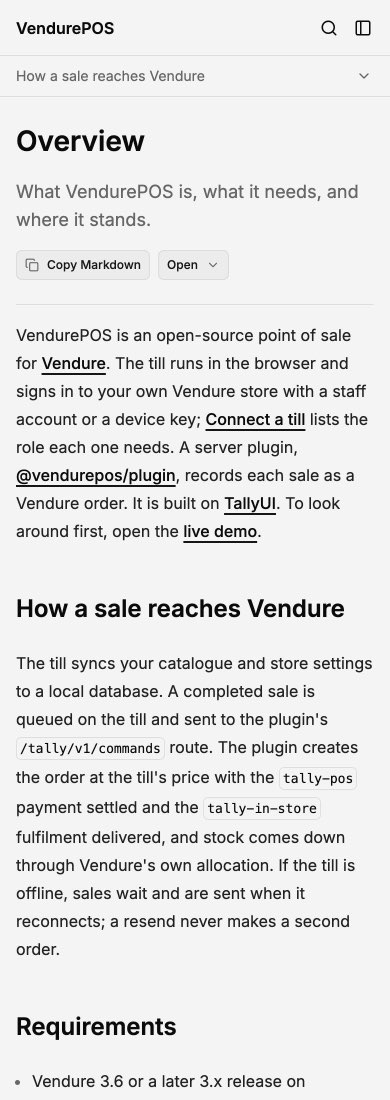 VendurePOS
How a sale reaches Vendure
Overview
What VendurePOS is, what it needs, and
where it stands.
Copy Markdown
Open
VendurePOS is an open-source point of sale
for Vendure. The till runs in the browser and
signs in to your own Vendure store with a staff
account or a device key; Connect a till lists the
role each one needs. A server plugin,
@vendurepos/plugin, records each sale as a
Vendure order. It is built on TallyUI. To look
around first, open the live demo.
How a sale reaches Vendure
The till syncs your catalogue and store settings
to a local database. A completed sale is
queued on the till and sent to the plugin's
/tally/v1/commands route. The plugin creates
the order at the till's price with the tally-pos
payment settled and the tally-in-store
fulfilment delivered, and stock comes down
through Vendure's own allocation. If the till is
offline, sales wait and are sent when it
reconnects; a resend never makes a second
order.
Requirements
• Vendure 3.6 or a later 3.x release on